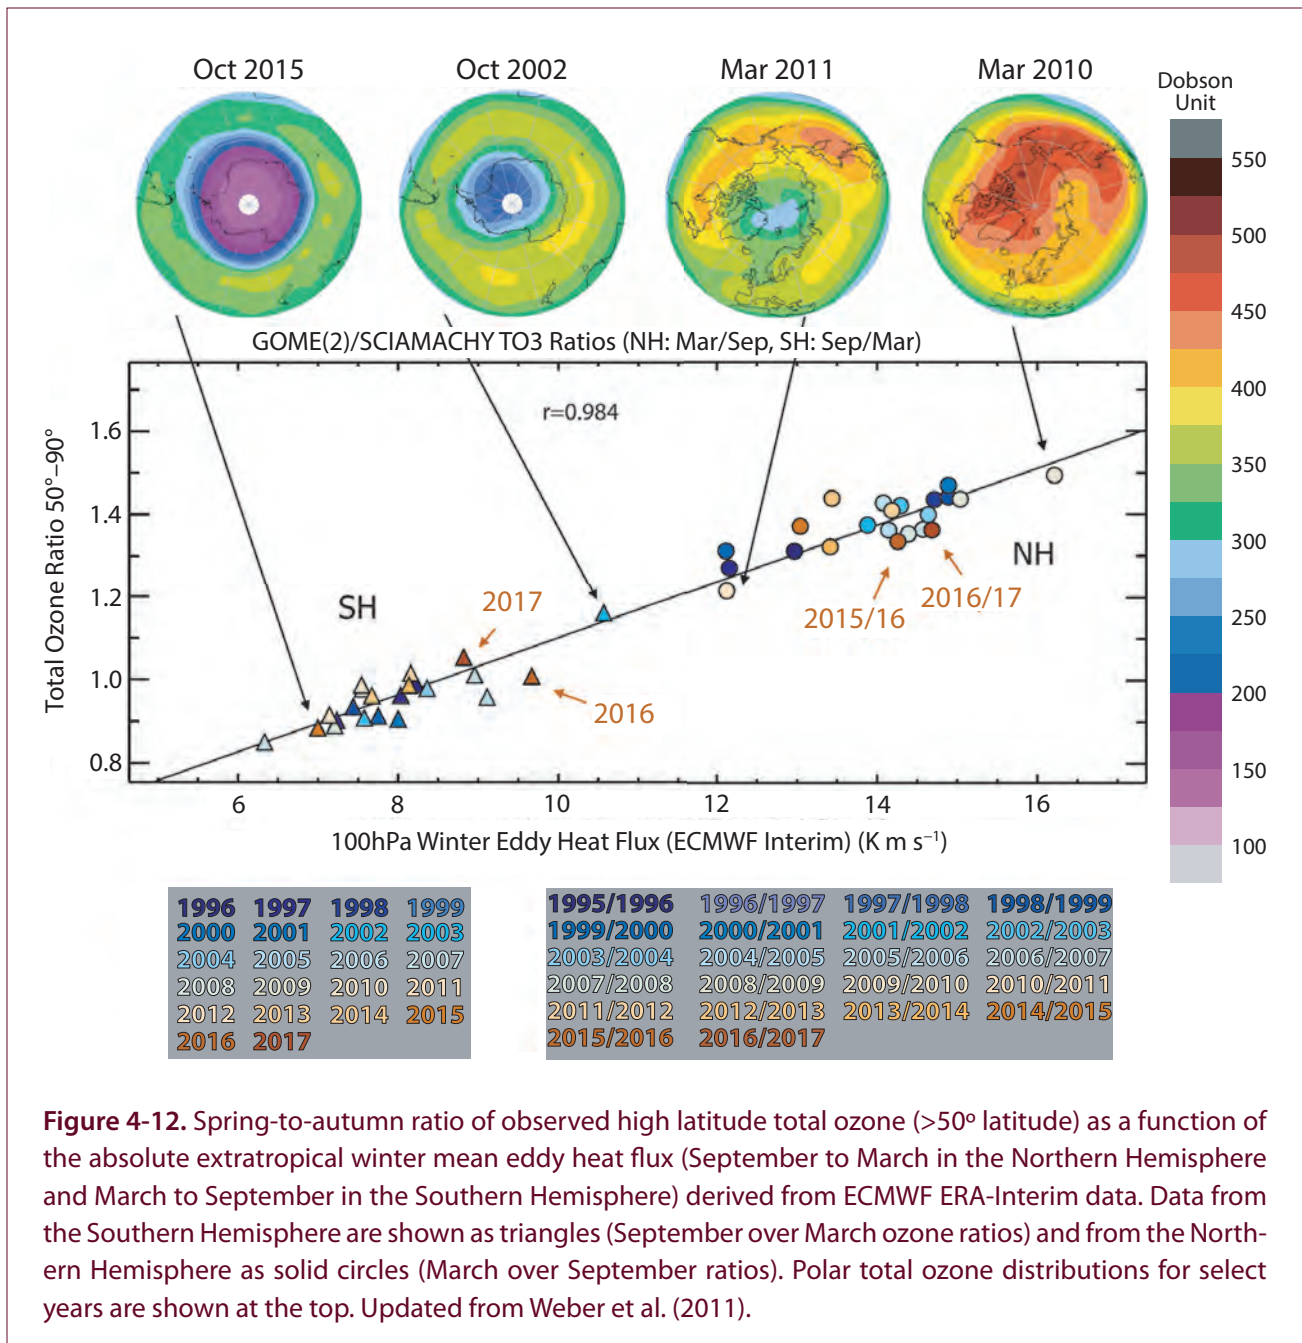 Oct 2015 Oct 2002 Mar 2011 Mar 2010
Dobson
Unit
550
500
450
400
350
300
250
200
150
100
GOME(2)/SCIAMACHY TO3 Ratios (NH: Mar/Sep, SH: Sep/Mar)
r=0.984
Total Ozone Ratio 50°–90°
1.6
1.4
1.2
1.0
0.8
SH
NH
2017
2016
2015/16
2016/17
6 8 10 12 14 16
100hPa Winter Eddy Heat Flux (ECMWF Interim) (K m s⁻¹)
1996 1997 1998 1999
2000 2001 2002 2003
2004 2005 2006 2007
2008 2009 2010 2011
2012 2013 2014 2015
2016 2017
1995/1996 1996/1997 1997/1998 1998/1999
1999/2000 2000/2001 2001/2002 2002/2003
2003/2004 2004/2005 2005/2006 2006/2007
2007/2008 2008/2009 2009/2010 2010/2011
2011/2012 2012/2013 2013/2014 2014/2015
2015/2016 2016/2017
Figure 4-12. Spring-to-autumn ratio of observed high latitude total ozone (>50º latitude) as a function of
the absolute extratropical winter mean eddy heat flux (September to March in the Northern Hemisphere
and March to September in the Southern Hemisphere) derived from ECMWF ERA-Interim data. Data from
the Southern Hemisphere are shown as triangles (September over March ozone ratios) and from the North-
ern Hemisphere as solid circles (March over September ratios). Polar total ozone distributions for select
years are shown at the top. Updated from Weber et al. (2011).